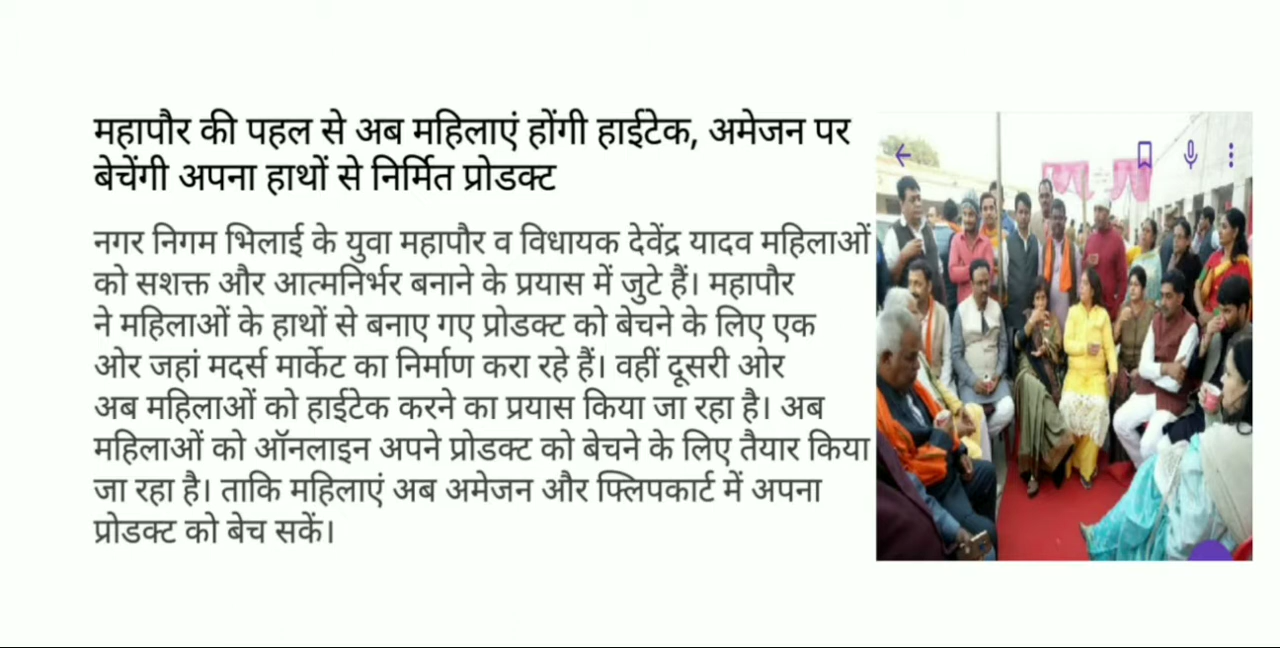 महापौर की पहल से अब महिलाएं होंगी हाईटेक, अमेजन पर
बेचेंगी अपना हाथों से निर्मित प्रोडक्ट
नगर निगम भिलाई के युवा महापौर व विधायक देवेंद्र यादव महिलाओं
को सशक्त और आत्मनिर्भर बनाने के प्रयास में जुटे हैं। महापौर
ने महिलाओं के हाथों से बनाए गए प्रोडक्ट को बेचने के लिए एक
ओर जहां मदर्स मार्केट का निर्माण करा रहे हैं। वहीं दूसरी ओर
अब महिलाओं को हाईटेक करने का प्रयास किया जा रहा है। अब
महिलाओं को ऑनलाइन अपने प्रोडक्ट को बेचने के लिए तैयार किया
जा रहा है। ताकि महिलाएं अब अमेजन और फ्लिपकार्ट में अपना
प्रोडक्ट को बेच सकें।